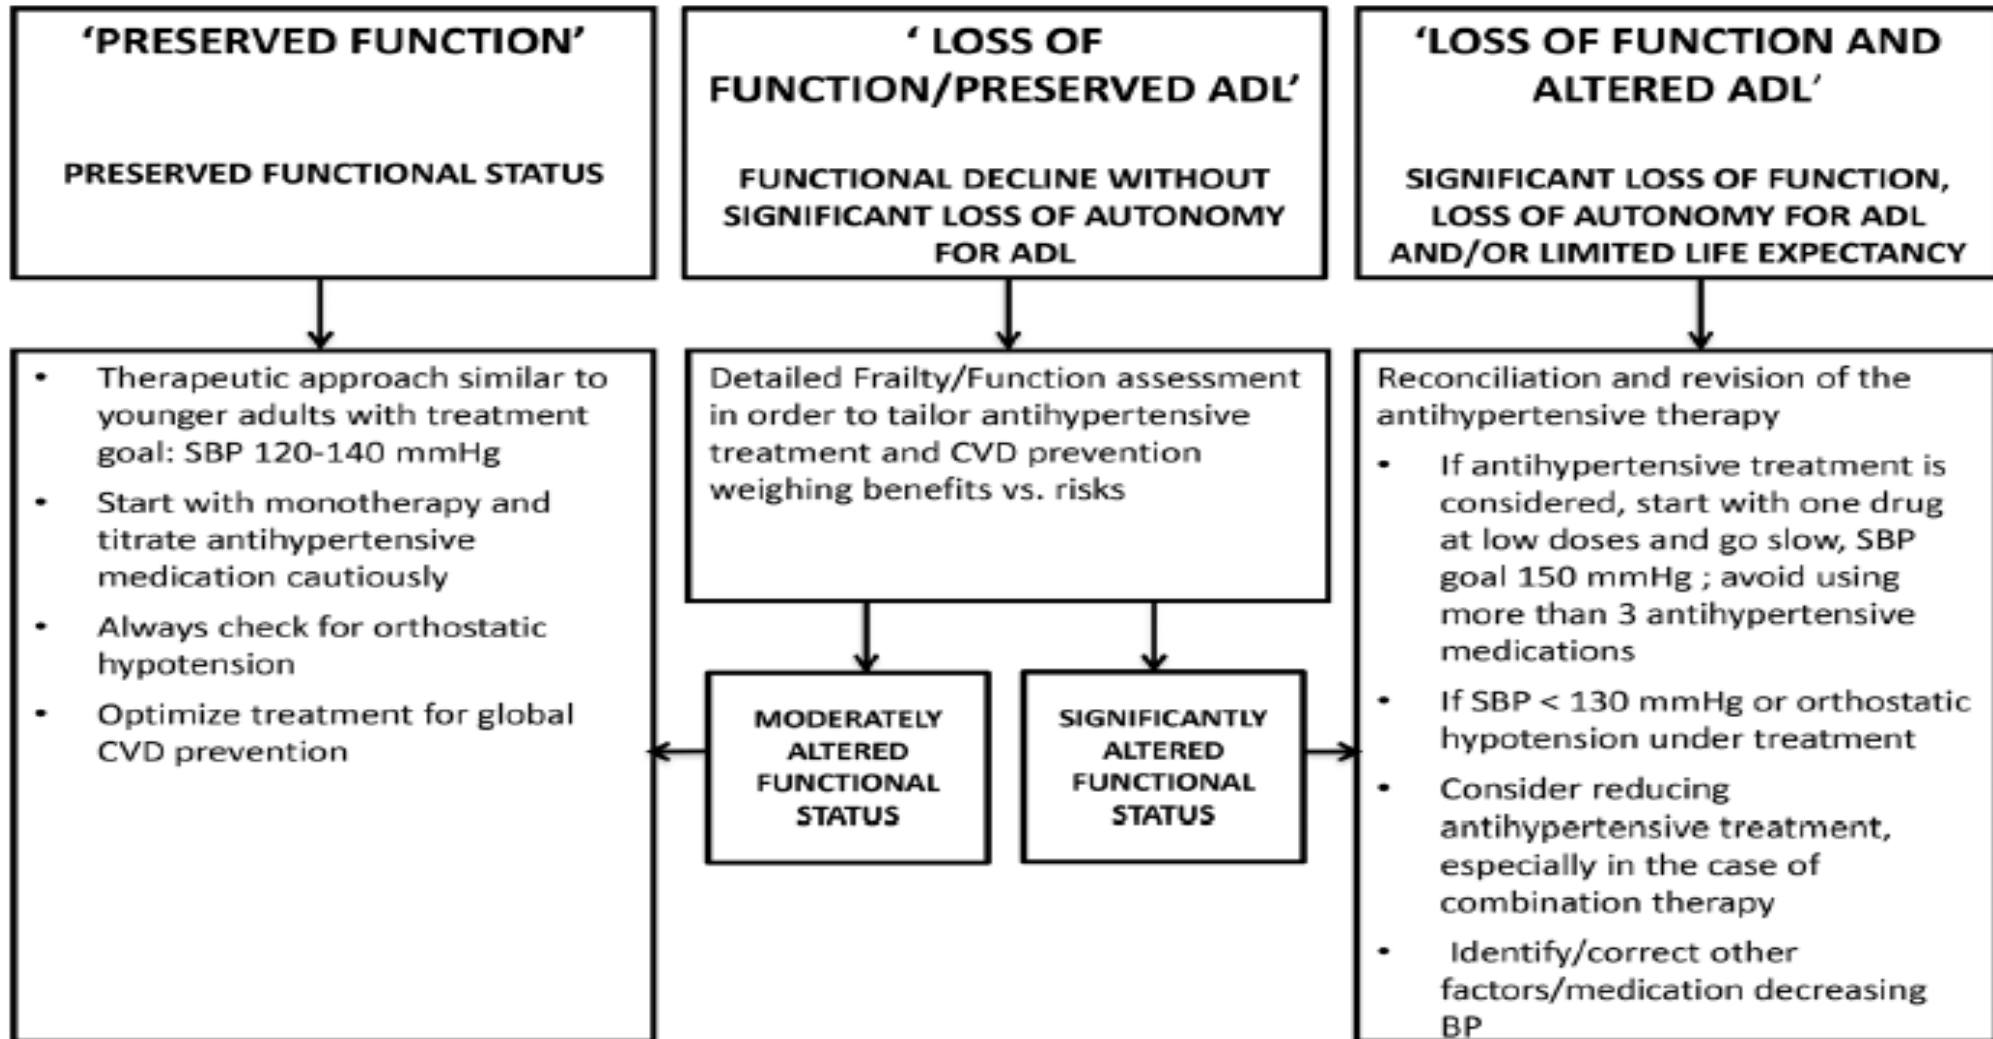 ‘PRESERVED FUNCTION’
PRESERVED FUNCTIONAL STATUS
‘ LOSS OF
FUNCTION/PRESERVED ADL’
FUNCTIONAL DECLINE WITHOUT
SIGNIFICANT LOSS OF AUTONOMY
FOR ADL
‘LOSS OF FUNCTION AND
ALTERED ADL’
SIGNIFICANT LOSS OF FUNCTION,
LOSS OF AUTONOMY FOR ADL
AND/OR LIMITED LIFE EXPECTANCY
• Therapeutic approach similar to
younger adults with treatment
goal: SBP 120-140 mmHg
• Start with monotherapy and
titrate antihypertensive
medication cautiously
• Always check for orthostatic
hypotension
• Optimize treatment for global
CVD prevention
Detailed Frailty/Function assessment
in order to tailor antihypertensive
treatment and CVD prevention
weighing benefits vs. risks
MODERATELY
ALTERED
FUNCTIONAL
STATUS
SIGNIFICANTLY
ALTERED
FUNCTIONAL
STATUS
Reconciliation and revision of the
antihypertensive therapy
• If antihypertensive treatment is
considered, start with one drug
at low doses and go slow, SBP
goal 150 mmHg ; avoid using
more than 3 antihypertensive
medications
• If SBP < 130 mmHg or orthostatic
hypotension under treatment
• Consider reducing
antihypertensive treatment,
especially in the case of
combination therapy
• Identify/correct other
factors/medication decreasing
BP